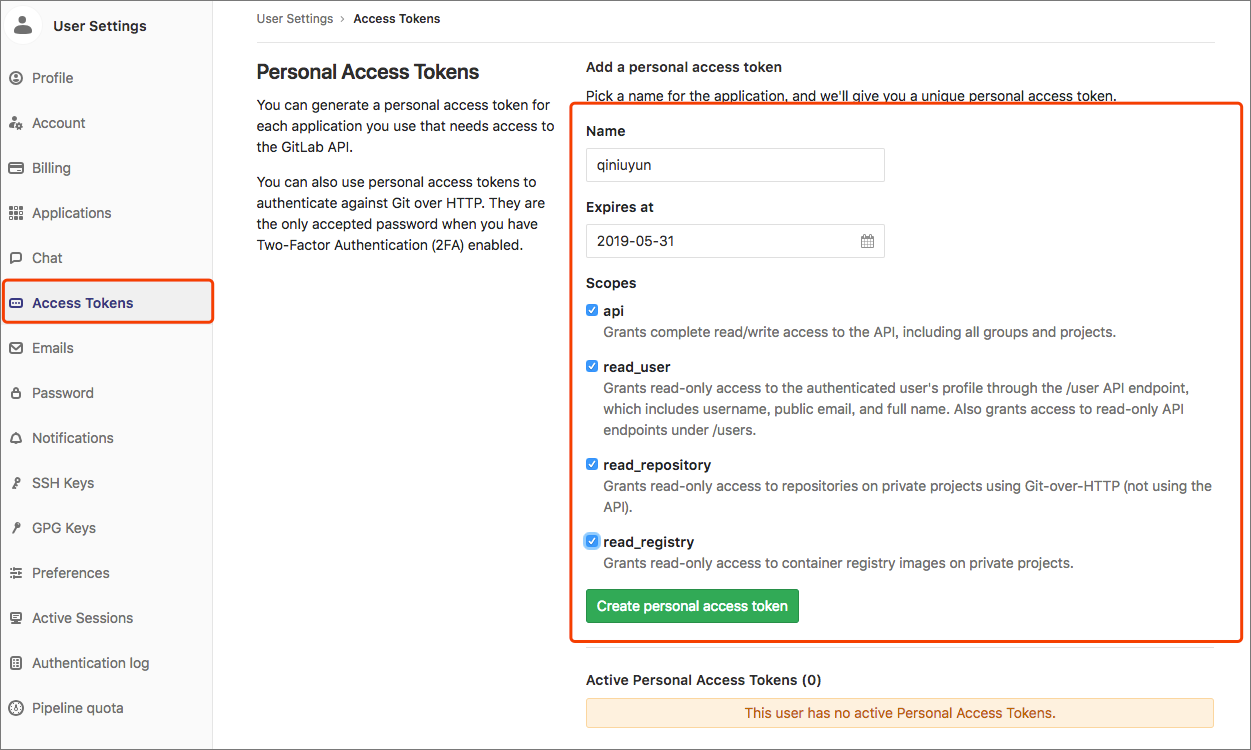 User Settings
Profile
Account
Billing
Applications
Chat
Access Tokens
Emails
Password
Notifications
SSH Keys
GPG Keys
Preferences
Active Sessions
Authentication log
Pipeline quota
User Settings › Access Tokens
Personal Access Tokens
You can generate a personal access token for
each application you use that needs access to
the GitLab API.
You can also use personal access tokens to
authenticate against Git over HTTP. They are
the only accepted password when you have
Two-Factor Authentication (2FA) enabled.
Add a personal access token
Pick a name for the application, and we'll give you a unique personal access token.
Name
qiniuyun
Expires at
2019-05-31
Scopes
api
Grants complete read/write access to the API, including all groups and projects.
read_user
Grants read-only access to the authenticated user's profile through the /user API endpoint,
which includes username, public email, and full name. Also grants access to read-only API
endpoints under /users.
read_repository
Grants read-only access to repositories on private projects using Git-over-HTTP (not using the
API).
read_registry
Grants read-only access to container registry images on private projects.
Create personal access token
Active Personal Access Tokens (0)
This user has no active Personal Access Tokens.